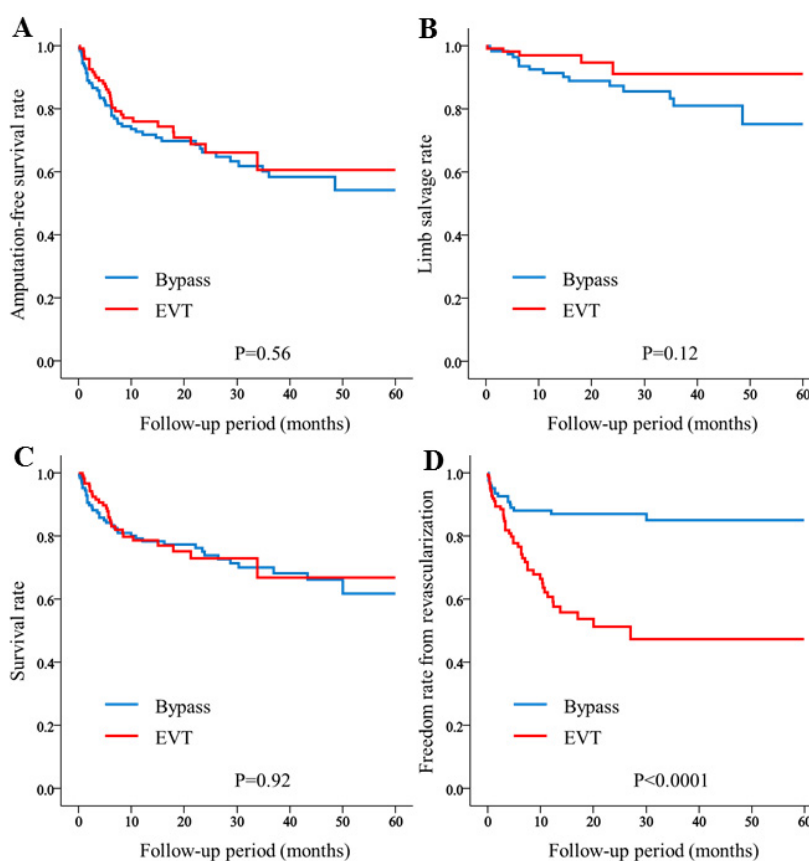 A
Amputation-free survival rate
1.0
0.8
0.6
0.4
0.2
0.0
Bypass
EVT
P=0.56
0 10 20 30 40 50 60
Follow-up period (months)
B
Limb salvage rate
1.0
0.8
0.6
0.4
0.2
0.0
Bypass
EVT
P=0.12
0 10 20 30 40 50 60
Follow-up period (months)
C
Survival rate
1.0
0.8
0.6
0.4
0.2
0.0
Bypass
EVT
P=0.92
0 10 20 30 40 50 60
Follow-up period (months)
D
Freedom rate from revascularization
1.0
0.8
0.6
0.4
0.2
0.0
Bypass
EVT
P<0.0001
0 10 20 30 40 50 60
Follow-up period (months)